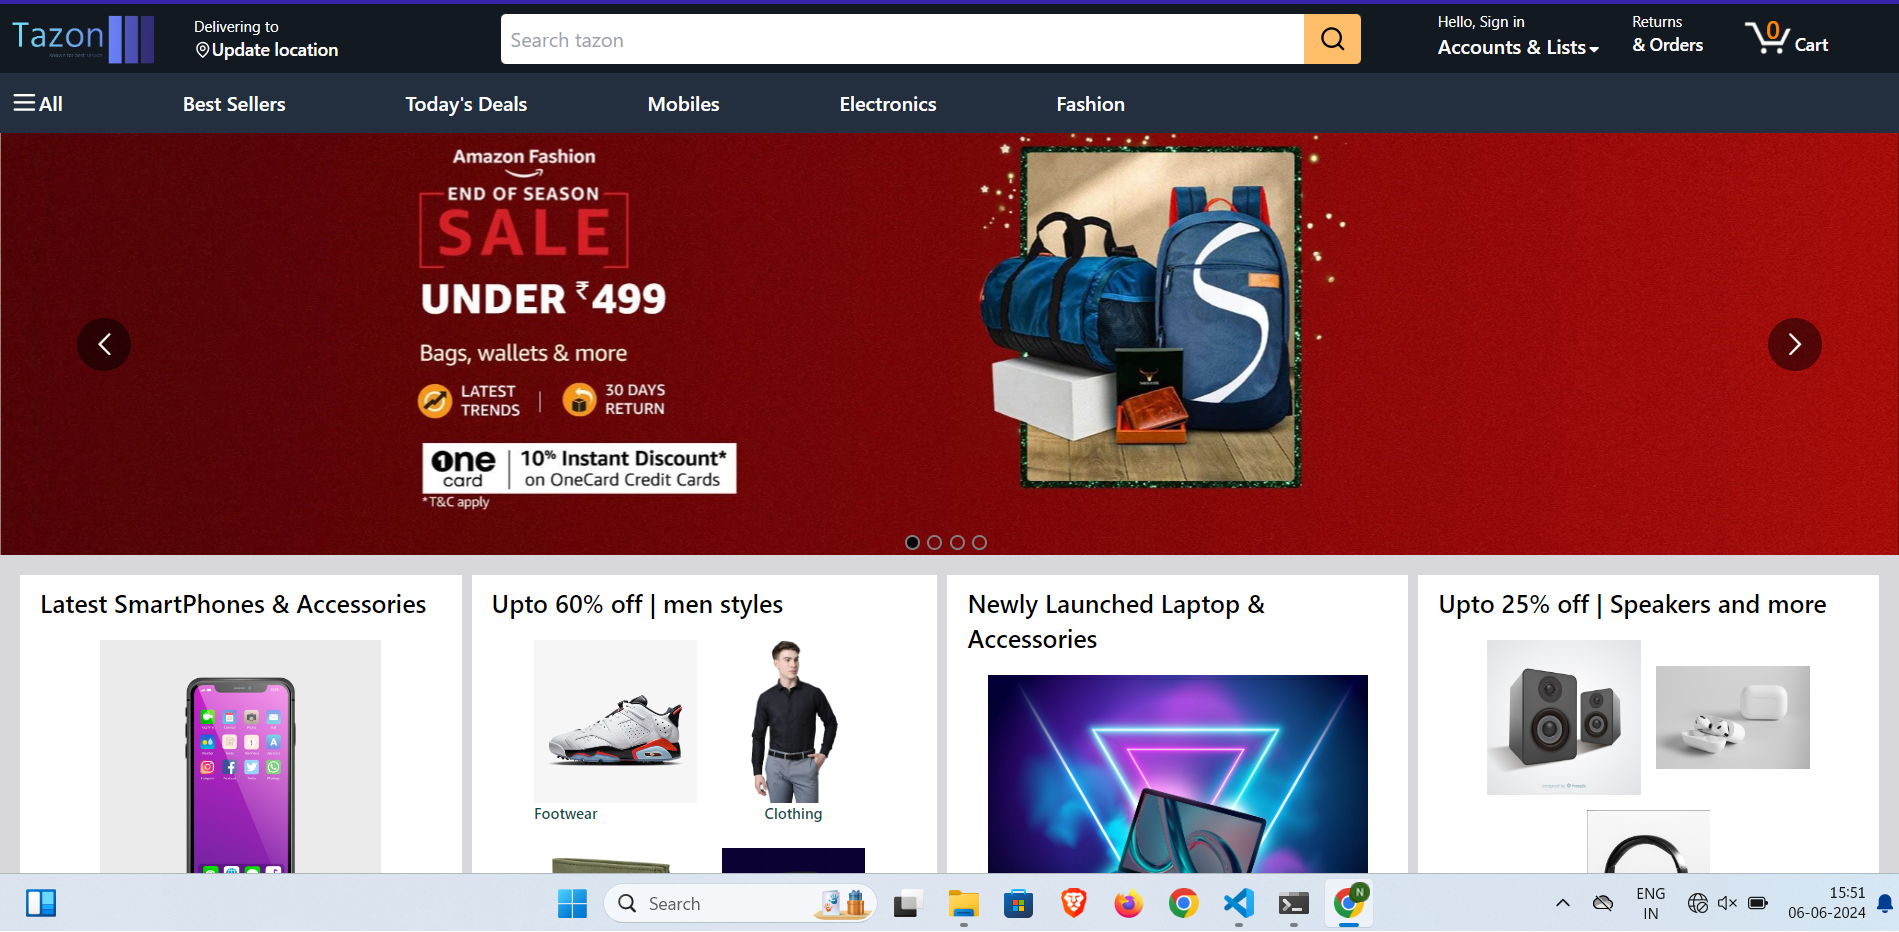 Tazon
Delivering to
Update location
Search tazon
Hello, Sign in
Accounts & Lists
Returns
& Orders
0
Cart
All
Best Sellers
Today's Deals
Mobiles
Electronics
Fashion
Amazon Fashion
END OF SEASON
SALE
UNDER ₹499
Bags, wallets & more
LATEST
TRENDS
30 DAYS
RETURN
one
card
10% Instant Discount*
on OneCard Credit Cards
*T&C apply
Latest SmartPhones & Accessories
Upto 60% off | men styles
Footwear
Clothing
Newly Launched Laptop &
Accessories
Upto 25% off | Speakers and more
Search
N
ENG
IN
15:51
06-06-2024